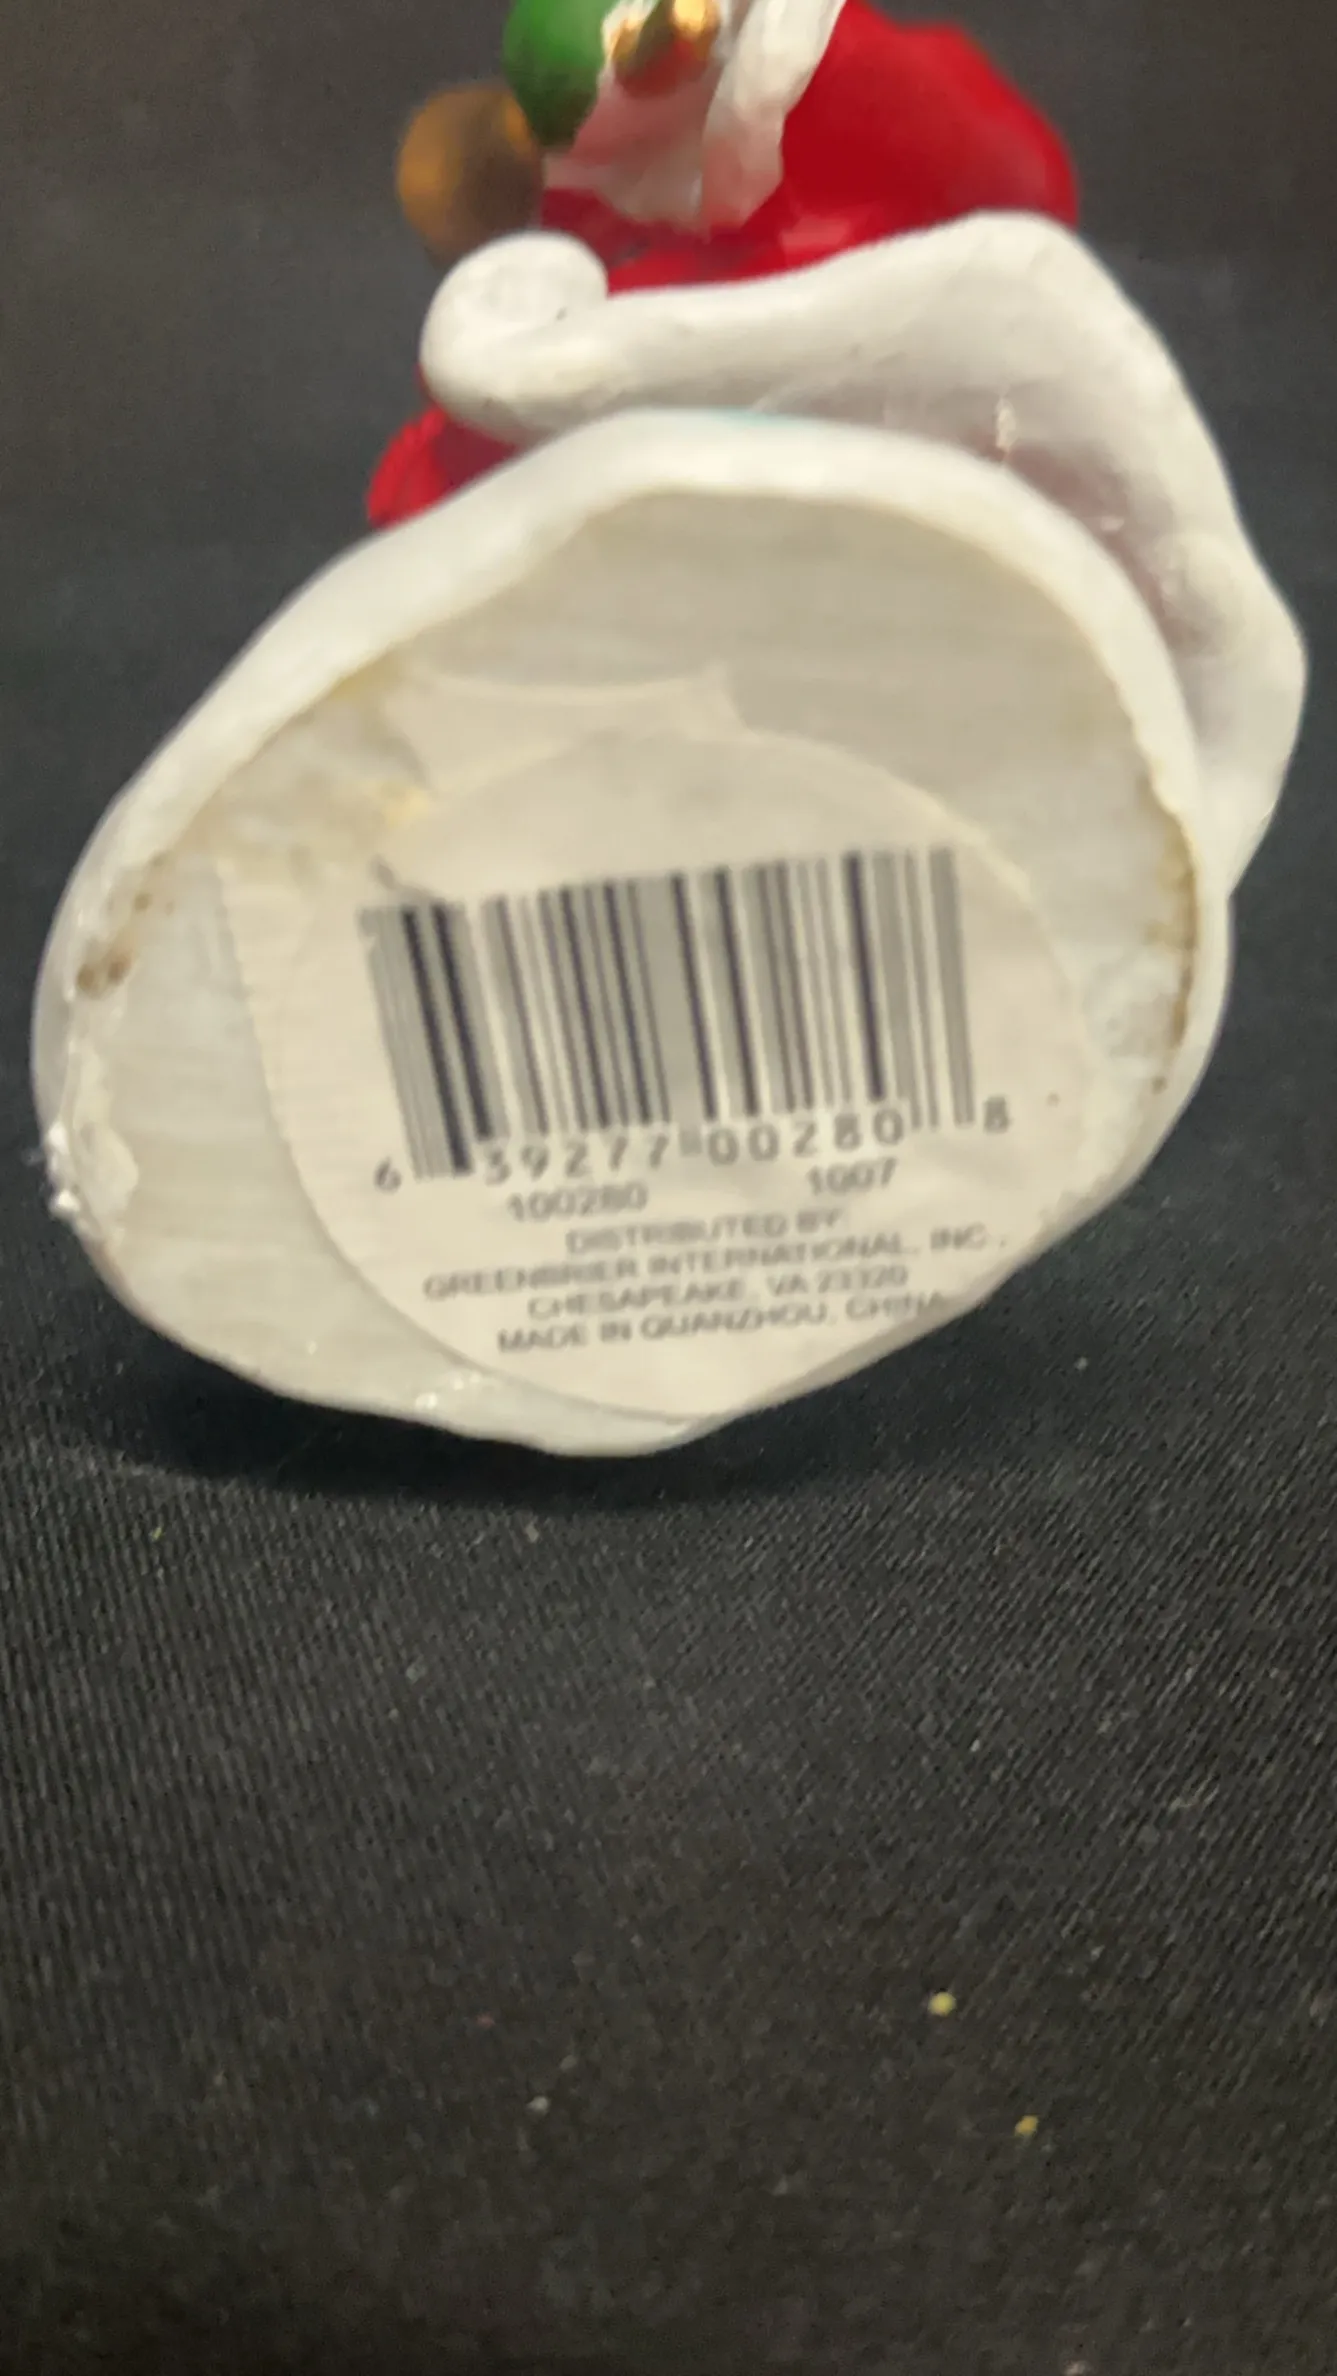 6 39277 00280 8
100280 1007
DISTRIBUTED BY:
GREENBRIER INTERNATIONAL, INC.,
CHESAPEAKE, VA 23320
MADE IN QUANZHOU, CHINA